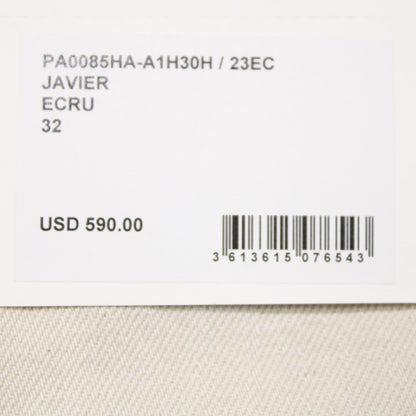 PA0085HA-A1H30H / 23EC
JAVIER
ECRU
32
USD 590.00
3 613615 076543